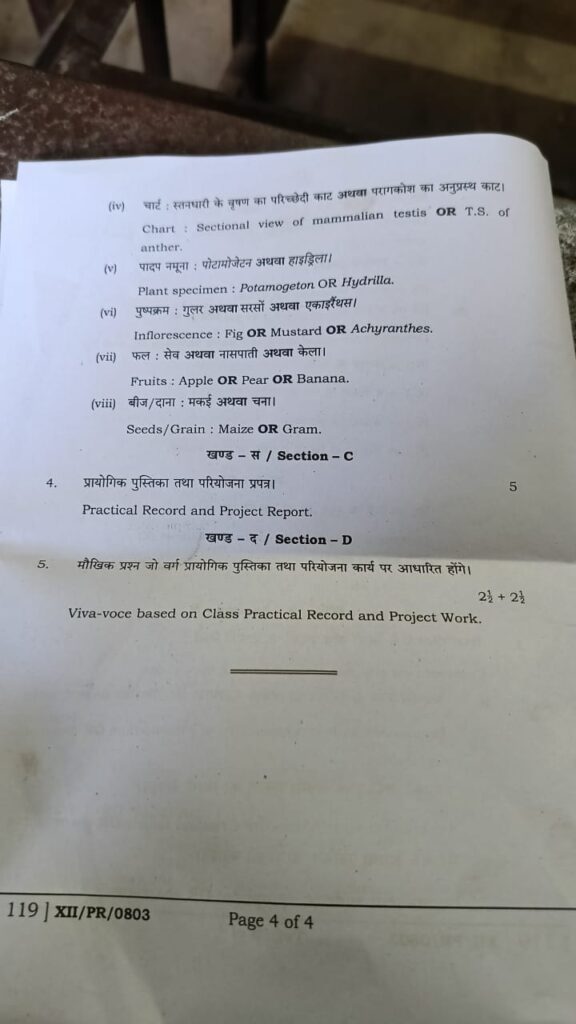 (iv) चार्ट : स्तनधारी के वृषण का परिच्छेदी काट अथवा परागकोश का अनुप्रस्थ काट।
Chart : Sectional view of mammalian testis OR T.S. of
anther.
(v) पादप नमूना : पोटामोजेटन अथवा हाइड्रिला।
Plant specimen : Potamogeton OR Hydrilla.
(vi) पुष्पक्रम : गुलर अथवा सरसों अथवा एकाइरैंथस।
Inflorescence : Fig OR Mustard OR Achyranthes.
(vii) फल : सेव अथवा नासपाती अथवा केला।
Fruits : Apple OR Pear OR Banana.
(viii) बीज/दाना : मकई अथवा चना।
Seeds/Grain : Maize OR Gram.
खण्ड – स / Section – C
4. प्रायोगिक पुस्तिका तथा परियोजना प्रपत्र। 5
Practical Record and Project Report.
खण्ड – द / Section – D
5. मौखिक प्रश्न जो वर्ग प्रायोगिक पुस्तिका तथा परियोजना कार्य पर आधारित होंगे।
2½ + 2½
Viva-voce based on Class Practical Record and Project Work.
119 ] XII/PR/0803 Page 4 of 4